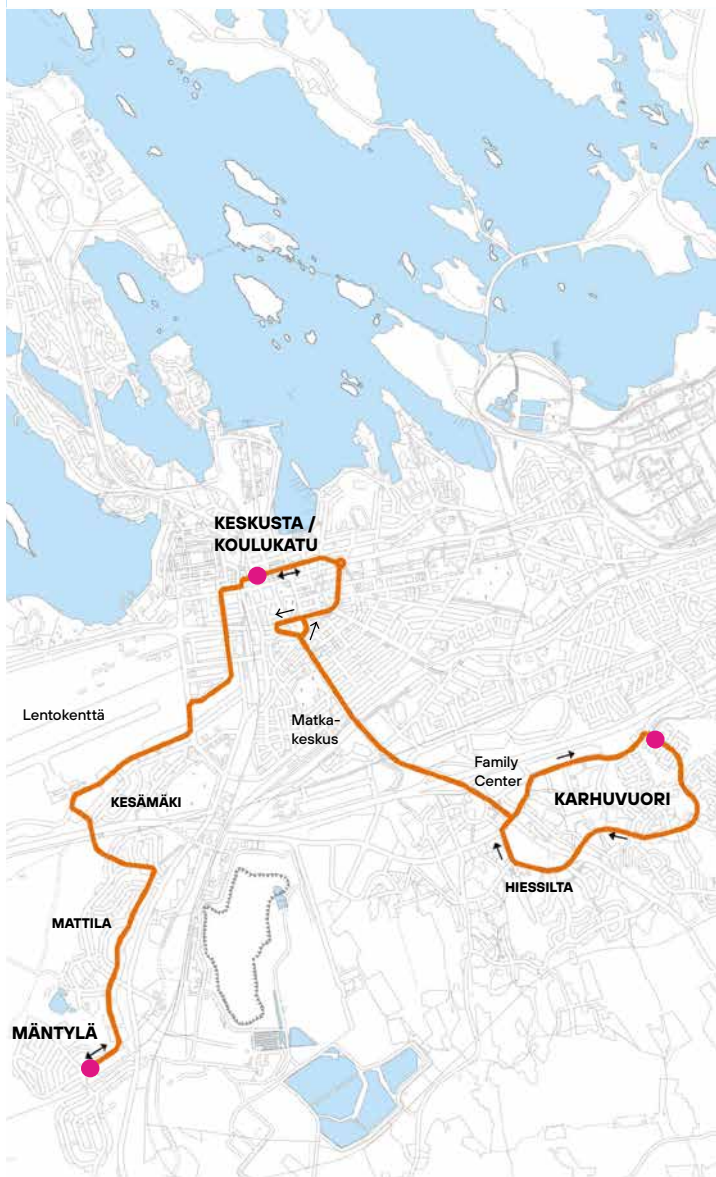 KESKUSTA /
KOULUKATU
Lentokenttä
Matka-
keskus
Family
Center
KESÄMÄKI
KARHUVUORI
HIESSILTA
MATTILA
MÄNTYLÄ